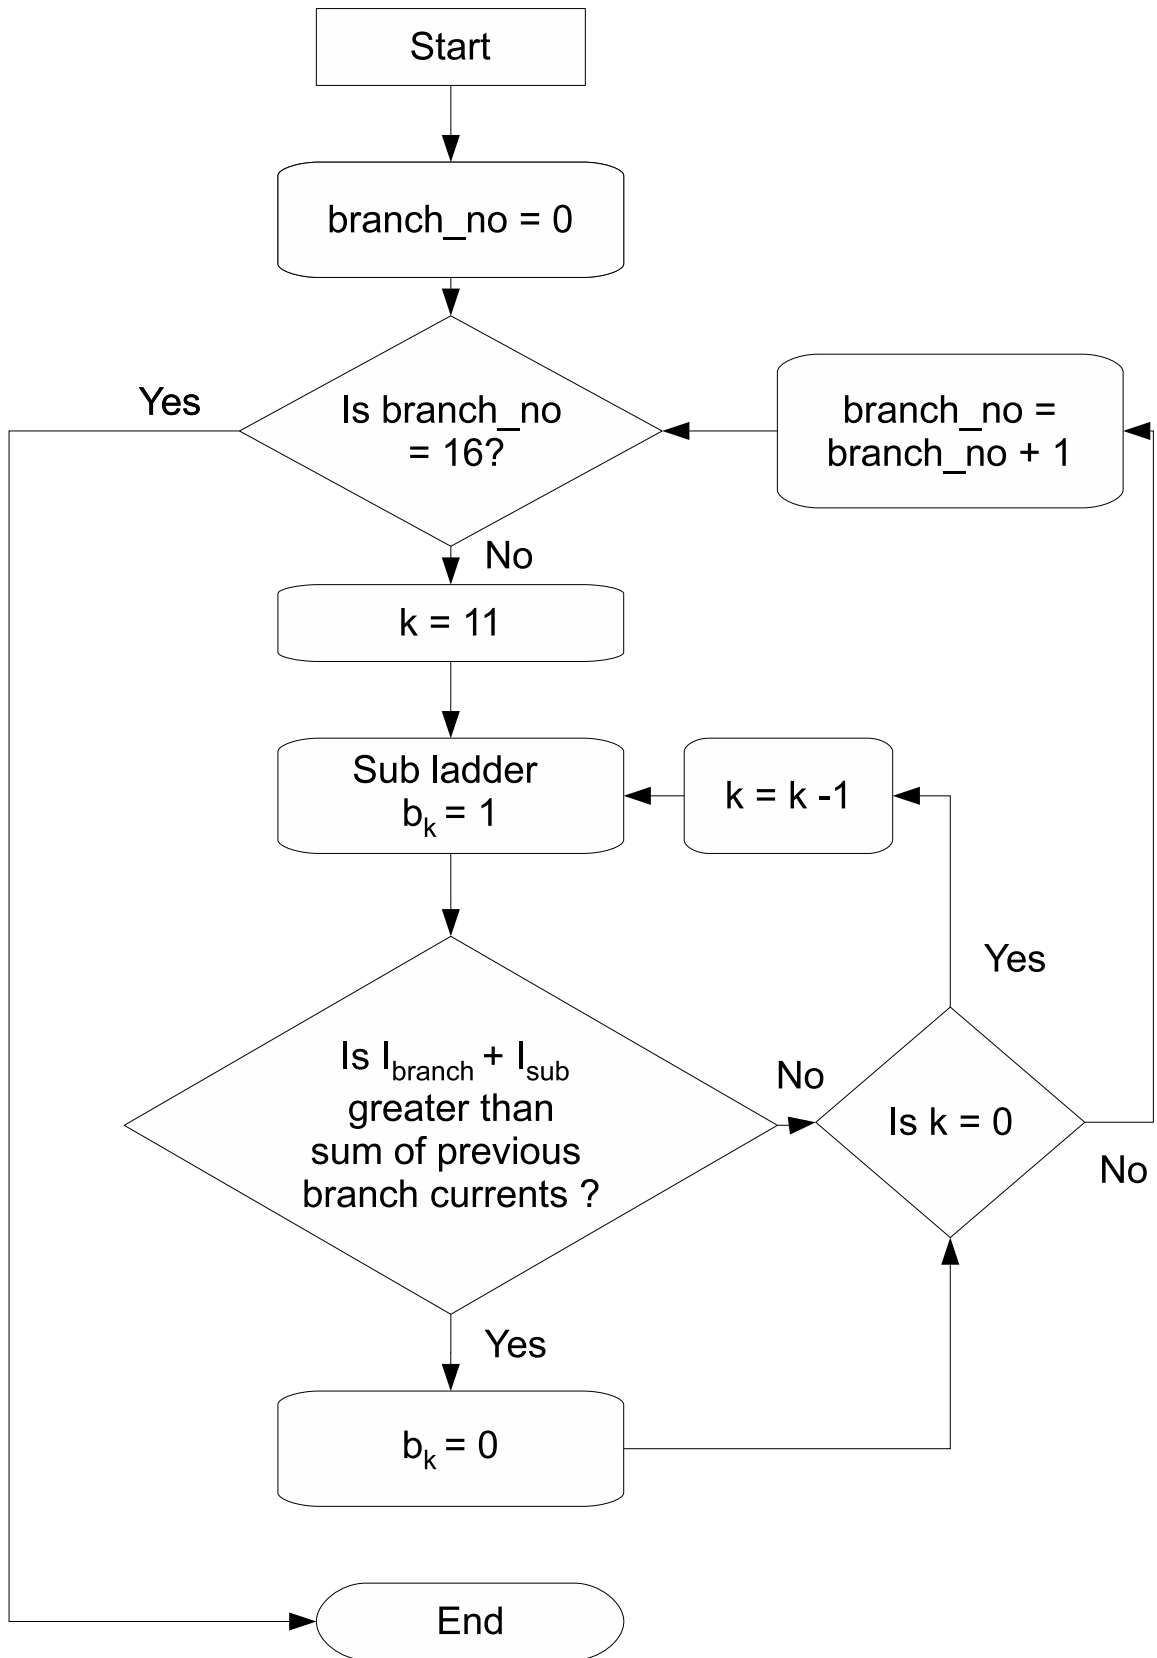 Start
branch_no = 0
Yes
Is branch_no
= 16?
branch_no =
branch_no + 1
No
k = 11
Sub ladder
bk = 1
k = k -1
Yes
Is Ibranch + Isub
greater than
sum of previous
branch currents ?
No
Is k = 0
No
Yes
bk = 0
End